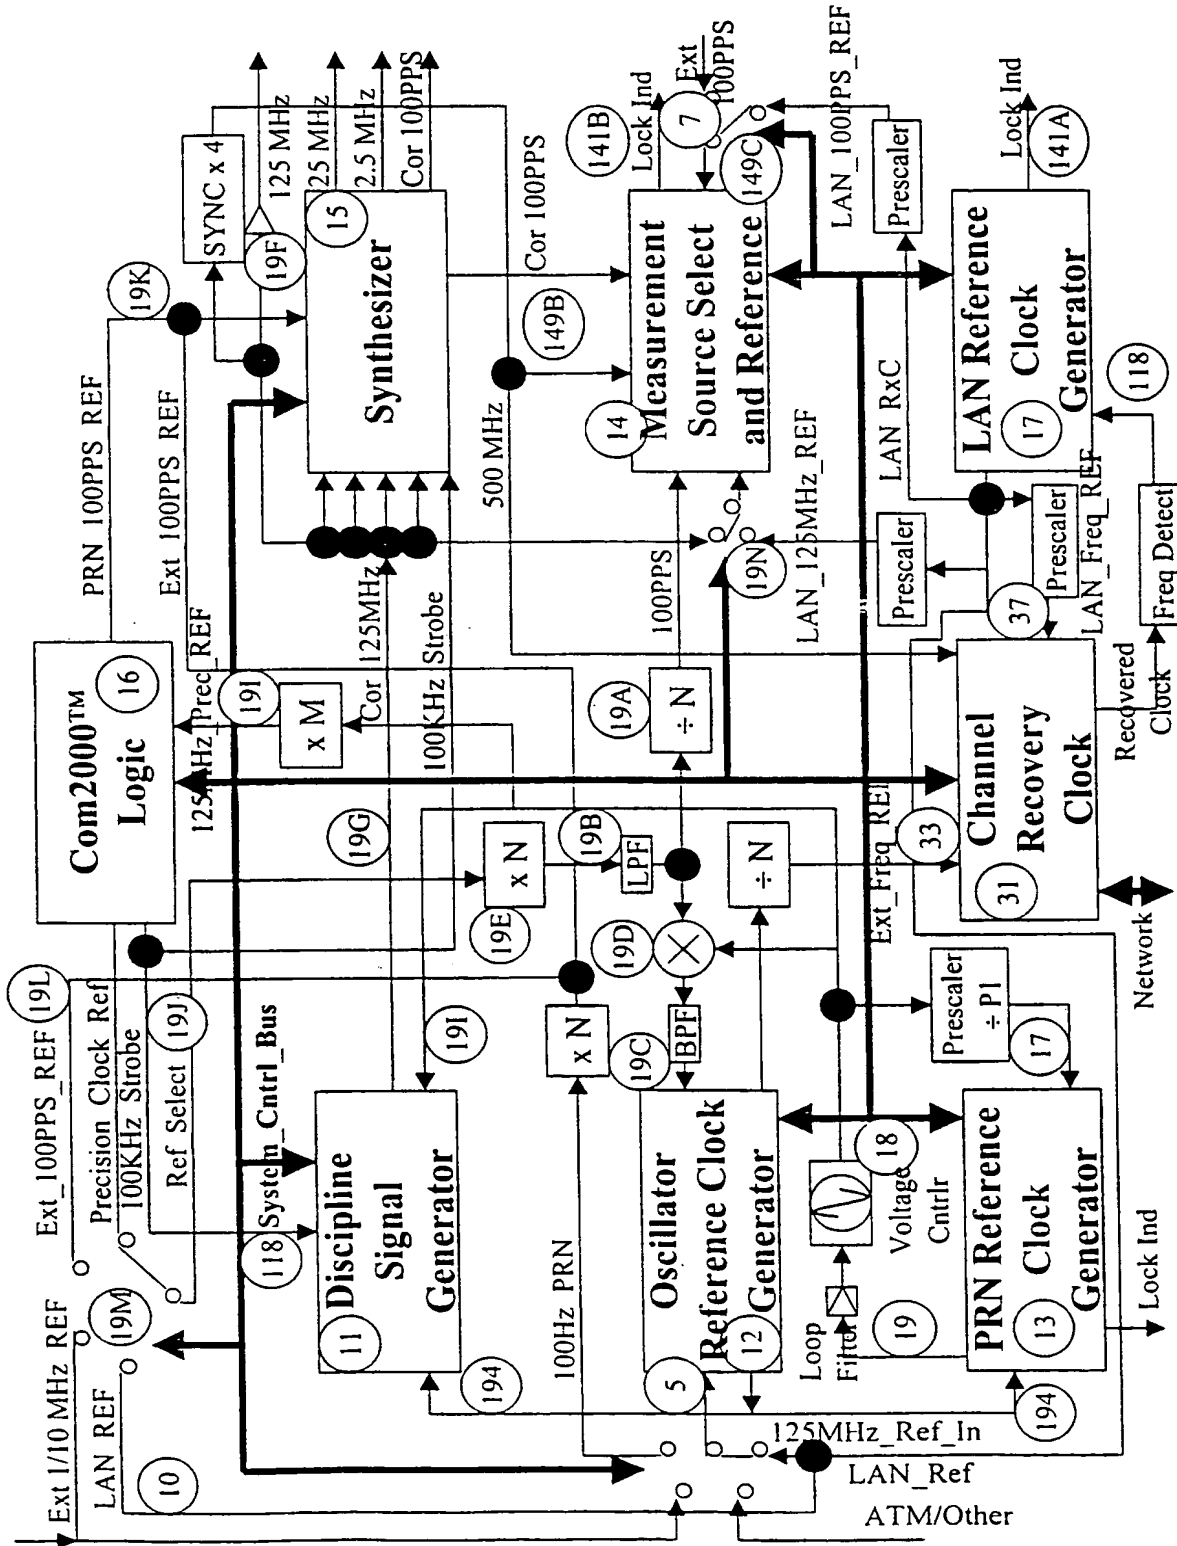 Ext 1/10 MHz REF
LAN REF
10
19M
Ext_100PPS_REF
19L
Precision Clock Ref
100KHz Strobe
Ref Select
19J
118
System_Cntrl_Bus
Com2000™
Logic
16
PRN 100PPS REF
19K
Ext 100PPS REF
125MHz_Prec_REF
19I
x M
SYNC x 4
19F
125 MHz
25 MHz
2.5 MHz
Cor 100PPS
Synthesizer
15
Cor 125MHz
100KHz Strobe
19G
Discipline
Signal
Generator
11
194
19I
19E
x N
19B
LPF
19D
BPF
19C
x N
100Hz PRN
Oscillator
Reference Clock
Generator
12
5
÷ N
÷ N
19A
100PPS
500 MHz
149B
Cor 100PPS
Measurement
Source Select
and Reference
14
141B
Lock Ind
7
Ext
100PPS
149C
LAN_100PPS_REF
Prescaler
19N
LAN_125MHz_REF
Prescaler
LAN RxC
LAN Reference
Clock
Generator
17
141A
Lock Ind
118
Freq Detect
Prescaler
LAN_Freq_REF
37
Channel
Recovery
Clock
31
33
Recovered
Clock
Network
Prescaler
÷ P1
17
18
Voltage
Cntrlr
Loop
Filter
19
PRN Reference
Clock
Generator
13
Lock Ind
194
125MHz_Ref_In
LAN_Ref
ATM/Other